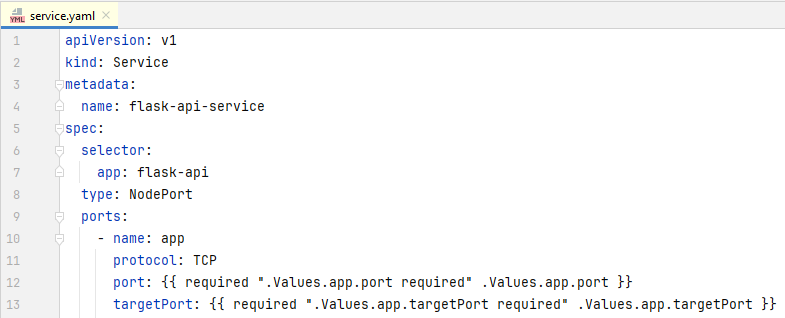 service.yaml
YML
1 apiVersion: v1
2 kind: Service
3 metadata:
4   name: flask-api-service
5 spec:
6   selector:
7     app: flask-api
8   type: NodePort
9   ports:
10     - name: app
11       protocol: TCP
12       port: {{ required ".Values.app.port required" .Values.app.port }}
13       targetPort: {{ required ".Values.app.targetPort required" .Values.app.targetPort }}